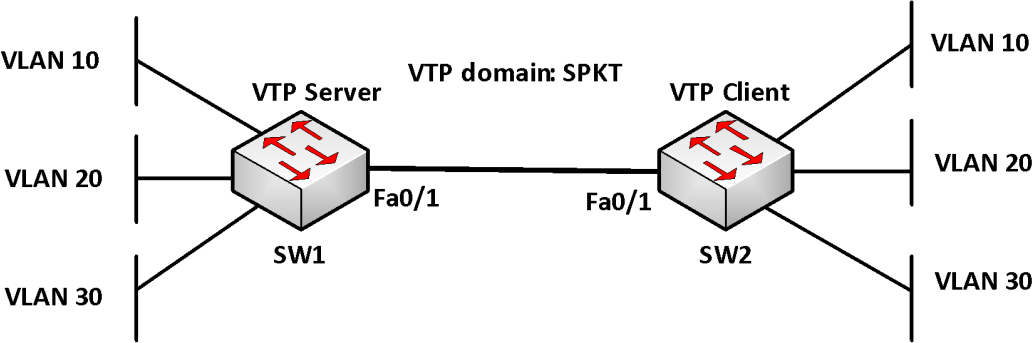 VLAN 10
VLAN 10
VTP domain: SPKT
VTP Server
VTP Client
VLAN 20
VLAN 20
Fa0/1
Fa0/1
SW1
SW2
VLAN 30
VLAN 30